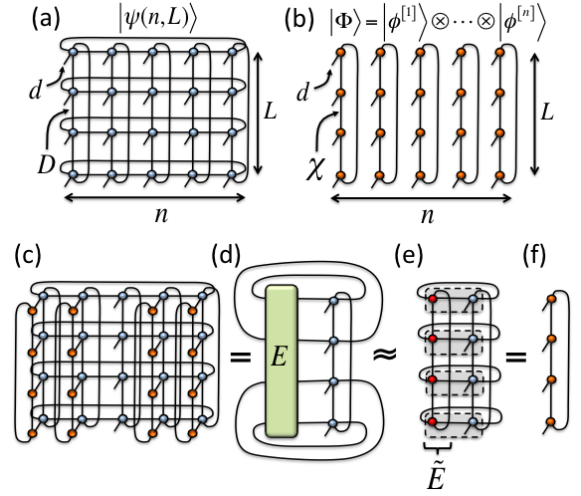 (a) |ψ(n,L)⟩
(b) |Φ⟩ = |ϕ^[1]⟩ ⊗ ⋯ ⊗ |ϕ^[n]⟩
d
D
L
n
d
χ
L
n
(c) (d) (e) (f)
= E ≈ =
Ẽ